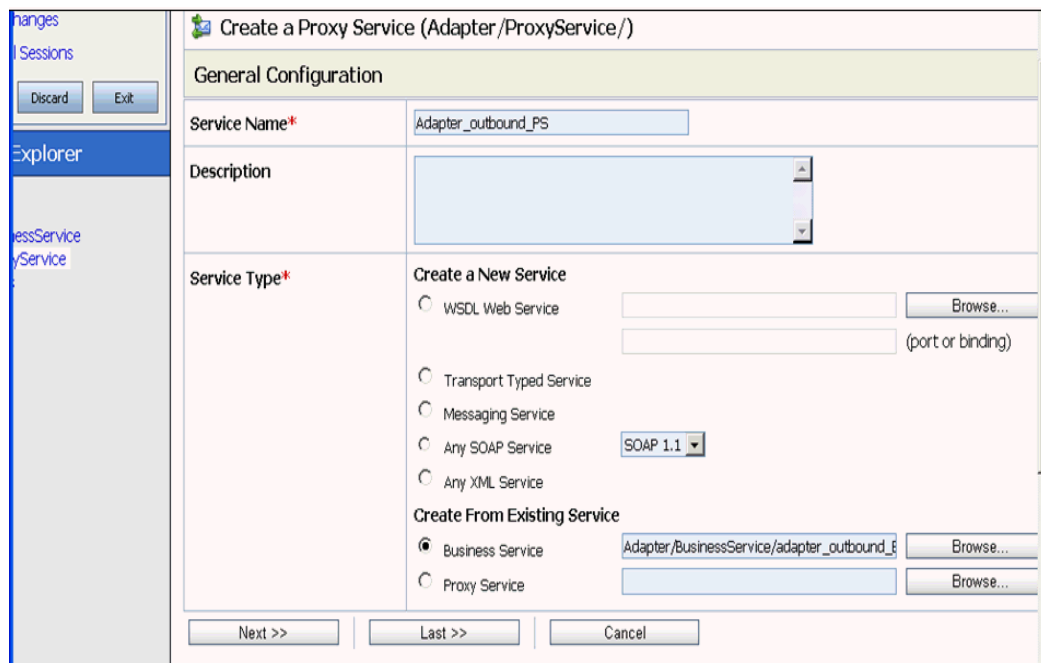 hanges
l Sessions
Discard Exit
Explorer
essService
yService
Create a Proxy Service (Adapter/ProxyService/)
General Configuration
Service Name*
Adapter_outbound_PS
Description
Service Type*
Create a New Service
WSDL Web Service
Browse...
(port or binding)
Transport Typed Service
Messaging Service
Any SOAP Service
SOAP 1.1
Any XML Service
Create From Existing Service
Business Service
Adapter/BusinessService/adapter_outbound_B
Browse...
Proxy Service
Browse...
Next >> Last >> Cancel